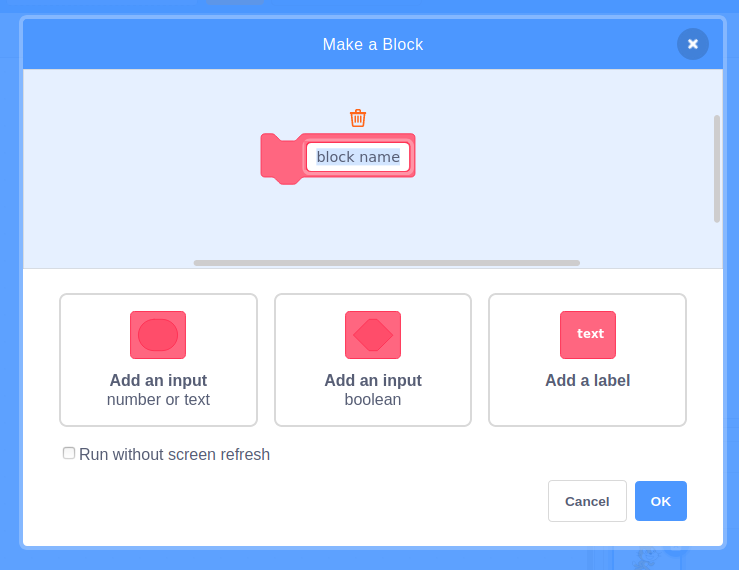 Make a Block
block name
Add an input
number or text
Add an input
boolean
text
Add a label
Run without screen refresh
Cancel
OK